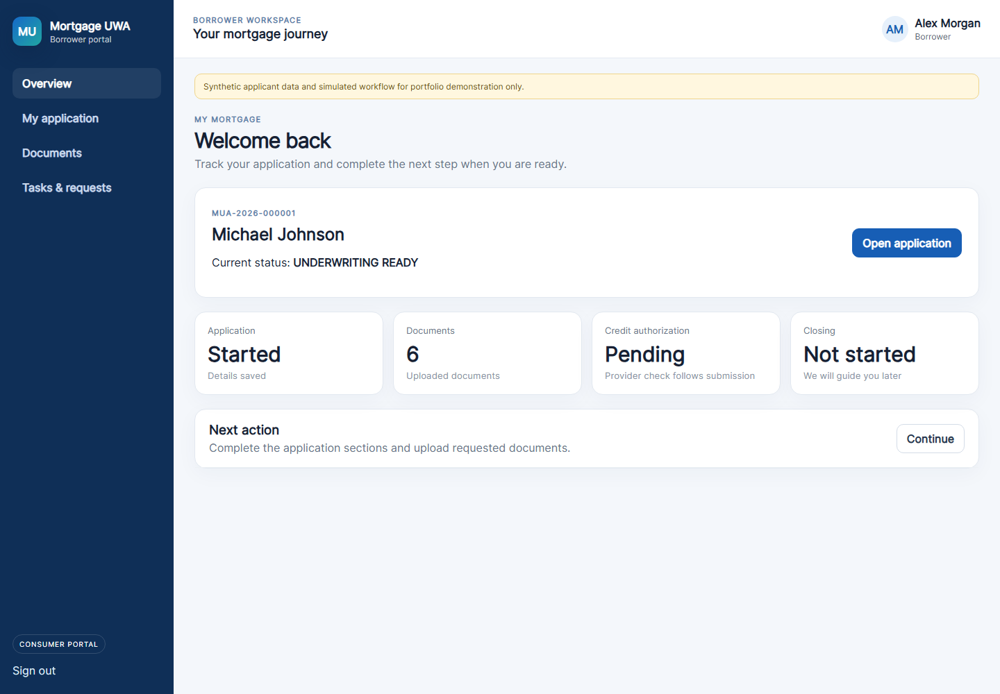 MU
Mortgage UWA
Borrower portal
Overview
My application
Documents
Tasks & requests
CONSUMER PORTAL
Sign out
BORROWER WORKSPACE
Your mortgage journey
AM
Alex Morgan
Borrower
Synthetic applicant data and simulated workflow for portfolio demonstration only.
MY MORTGAGE
Welcome back
Track your application and complete the next step when you are ready.
MUA-2026-000001
Michael Johnson
Current status: UNDERWRITING READY
Open application
Application
Started
Details saved
Documents
6
Uploaded documents
Credit authorization
Pending
Provider check follows submission
Closing
Not started
We will guide you later
Next action
Complete the application sections and upload requested documents.
Continue